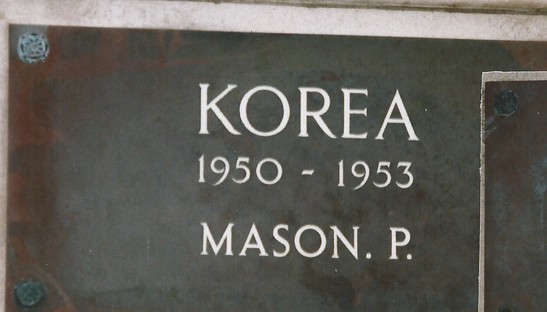 KOREA
1950 - 1953
MASON. P.